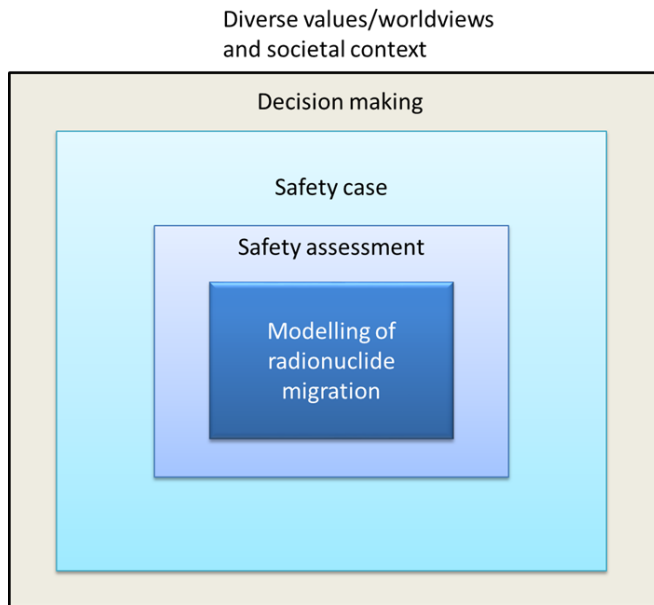 Diverse values/worldviews
and societal context
Decision making
Safety case
Safety assessment
Modelling of
radionuclide
migration